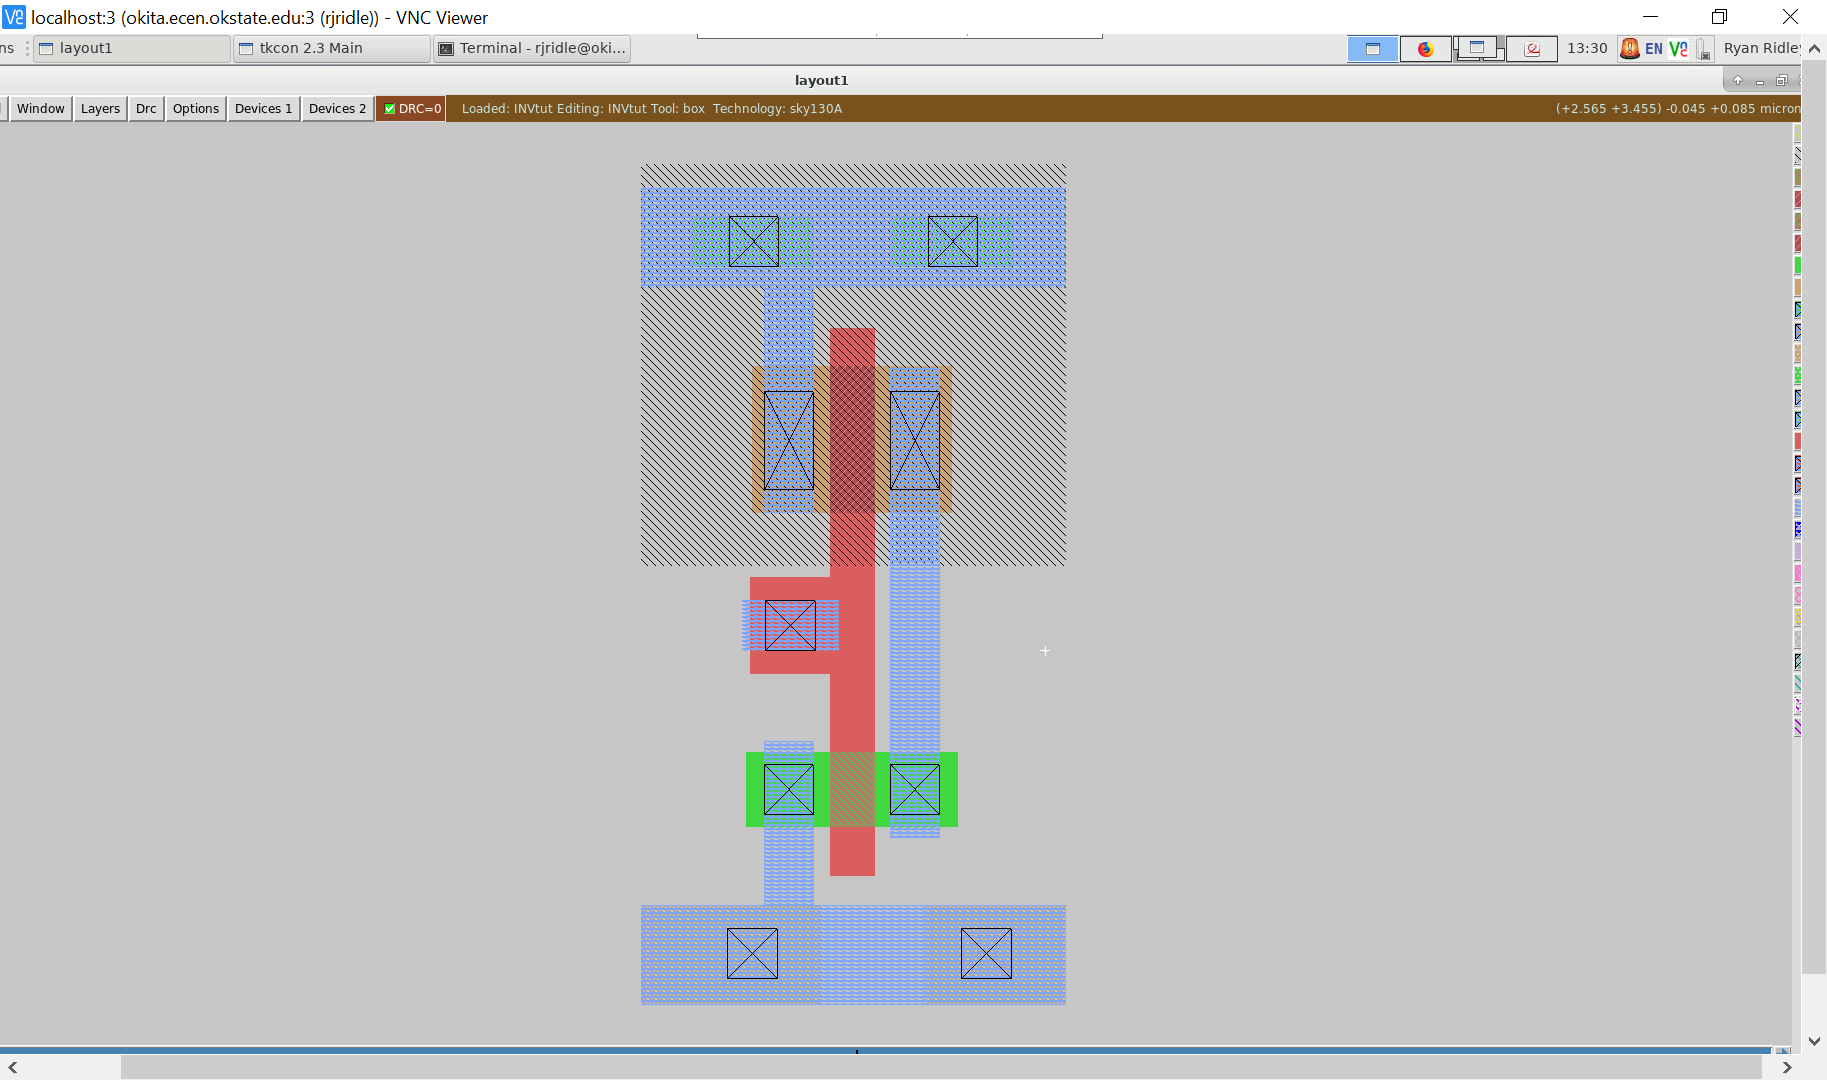 localhost:3 (okita.ecen.okstate.edu:3 (rjridle)) - VNC Viewer
ns layout1 tkcon 2.3 Main Terminal - rjridle@oki... 13:30 EN Ryan Ridley
layout1
Window Layers Drc Options Devices 1 Devices 2 DRC=0 Loaded: INVtut Editing: INVtut Tool: box Technology: sky130A (+2.565 +3.455) -0.045 +0.085 micron